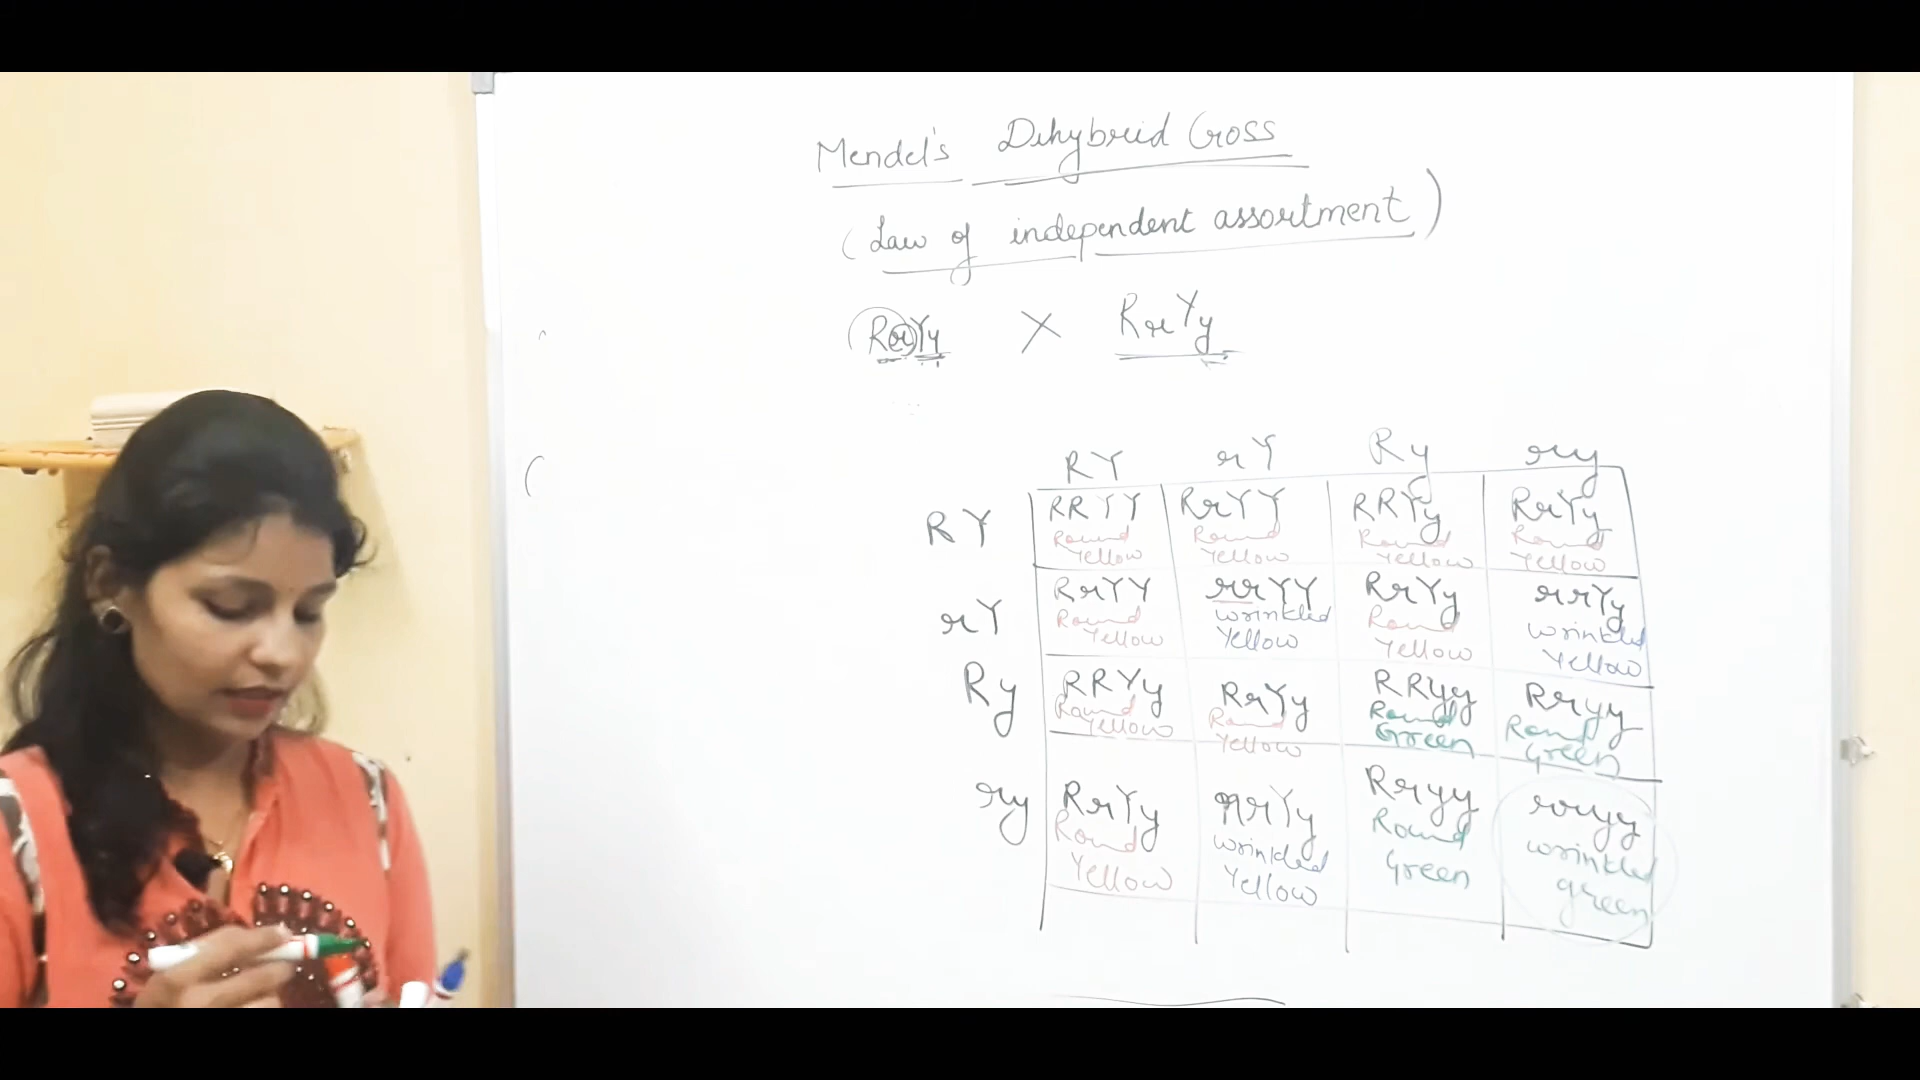 Mendel's Dihybreid Cross
(Law of independent assortment)
RrYy X RrYy
RY rY Ry ry
RY RRYY RrYY RRYy RrYy
Round Round Round Round
Yellow Yellow Yellow Yellow
rY RrYY rrYY RrYy rrYy
Round wrinkled Round wrinkled
Yellow Yellow Yellow Yellow
Ry RRYy RrYy RRyy Rryy
Round Round Round Round
Yellow Yellow Green Green
ry RrYy rrYy Rryy rryy
Round wrinkled Round wrinkled
Yellow Yellow Green green